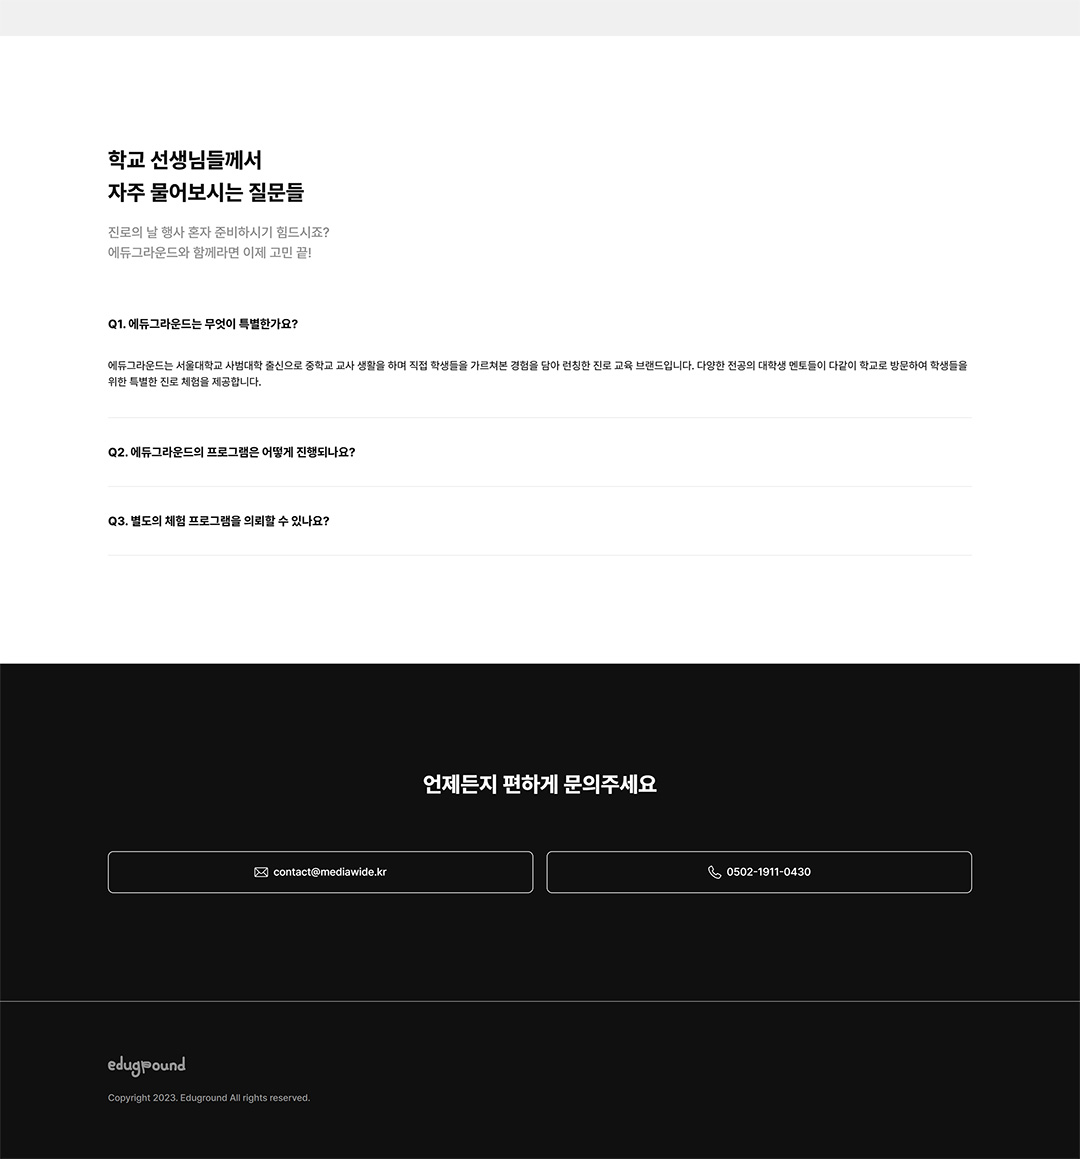 학교 선생님들께서
자주 물어보시는 질문들
진로의 날 행사 혼자 준비하시기 힘드시죠?
에듀그라운드와 함께라면 이제 고민 끝!
Q1. 에듀그라운드는 무엇이 특별한가요?
에듀그라운드는 서울대학교 사범대학 출신으로 중학교 교사 생활을 하며 직접 학생들을 가르쳐본 경험을 담아 런칭한 진로 교육 브랜드입니다. 다양한 전공의 대학생 멘토들이 다같이 학교로 방문하여 학생들을
위한 특별한 진로 체험을 제공합니다.
Q2. 에듀그라운드의 프로그램은 어떻게 진행되나요?
Q3. 별도의 체험 프로그램을 의뢰할 수 있나요?
언제든지 편하게 문의주세요
contact@mediawide.kr
0502-1911-0430
eduground
Copyright 2023. Eduground All rights reserved.